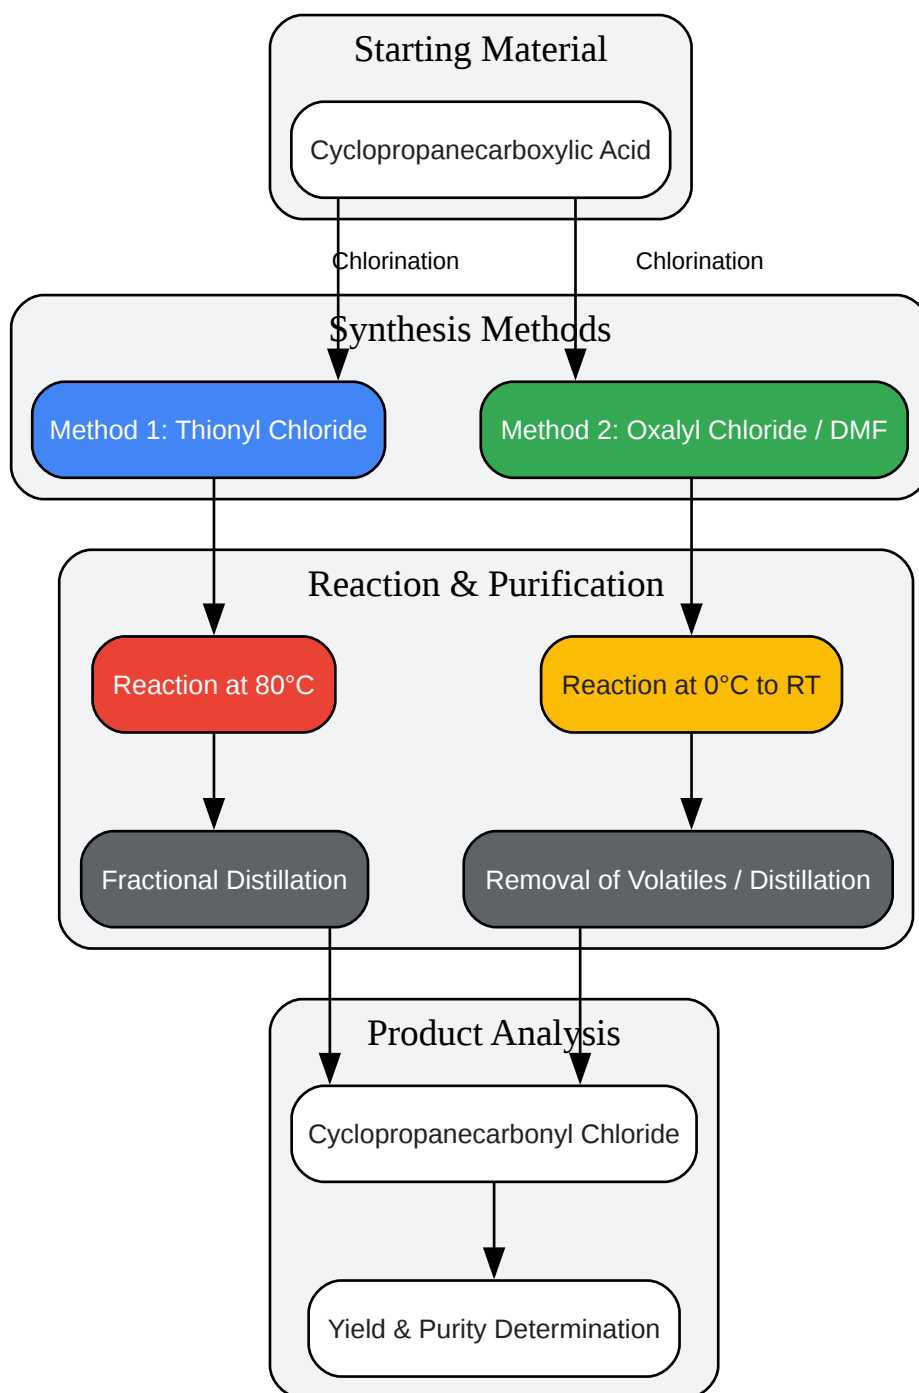 Starting Material
Cyclopropanecarboxylic Acid
Chlorination
Chlorination
Synthesis Methods
Method 1: Thionyl Chloride
Method 2: Oxalyl Chloride / DMF
Reaction & Purification
Reaction at 80°C
Reaction at 0°C to RT
Fractional Distillation
Removal of Volatiles / Distillation
Product Analysis
Cyclopropanecarbonyl Chloride
Yield & Purity Determination